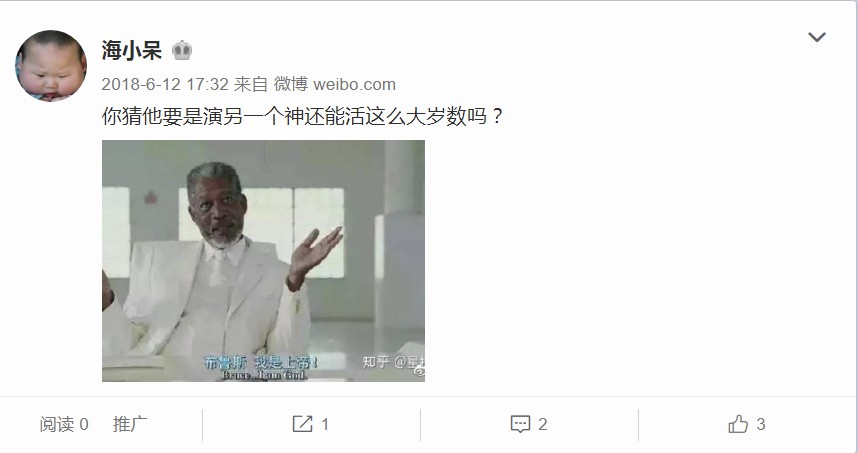 海小呆
2018-6-12 17:32 来自 微博 weibo.com
你猜他要是演另一个神还能活这么大岁数吗？
布鲁斯 我是上帝！
知乎 @星
Bruce, I am God.
阅读 0 推广 1 2 3